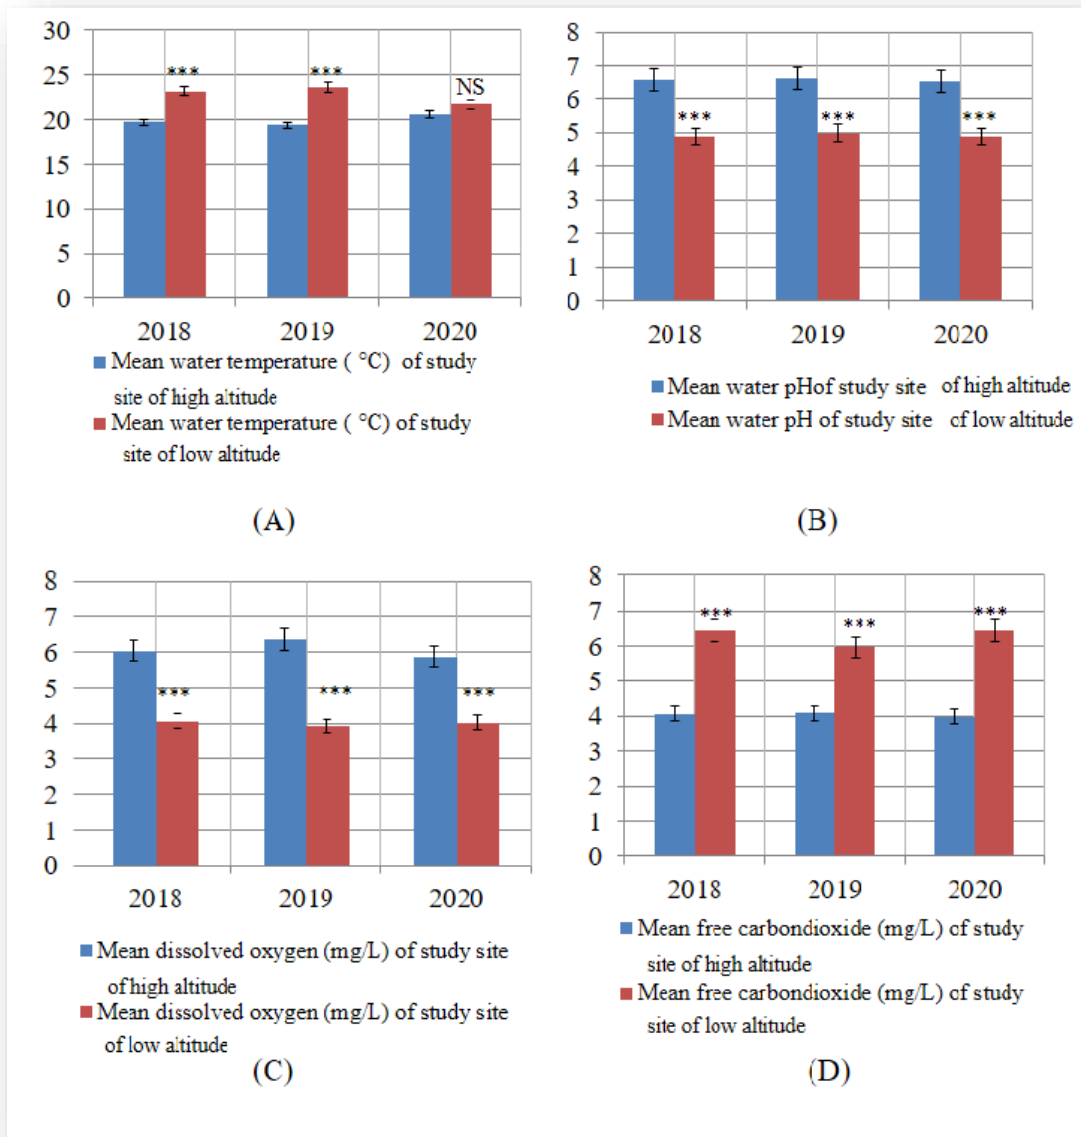 30
25
20
15
10
5
0
*** *** NS
2018 2019 2020
Mean water temperature ( °C) of study
site of high altitude
Mean water temperature ( °C) of study
site of low altitude
(A)
8
7
6
5
4
3
2
1
0
*** *** ***
2018 2019 2020
Mean water pHof study site of high altitude
Mean water pH of study site of low altitude
(B)
8
7
6
5
4
3
2
1
0
*** *** ***
2018 2019 2020
Mean dissolved oxygen (mg/L) of study site
of high altitude
Mean dissolved oxygen (mg/L) of study site
of low altitude
(C)
8
7
6
5
4
3
2
1
0
*** *** ***
2018 2019 2020
Mean free carbondioxide (mg/L) of study
site of high altitude
Mean free carbondioxide (mg/L) of study
site of low altitude
(D)